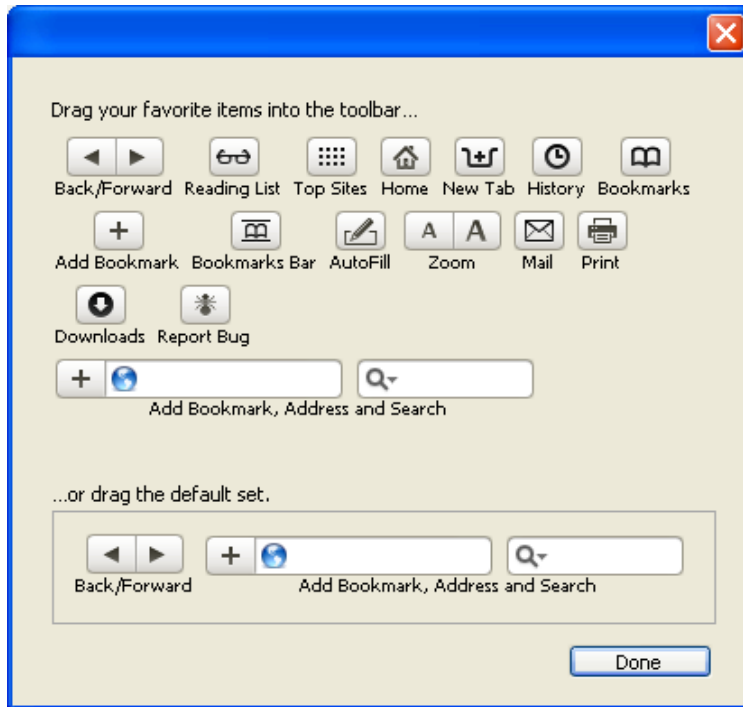 Drag your favorite items into the toolbar...
Back/Forward Reading List Top Sites Home New Tab History Bookmarks
A A
Add Bookmark Bookmarks Bar AutoFill Zoom Mail Print
Downloads Report Bug
Add Bookmark, Address and Search
...or drag the default set.
Back/Forward Add Bookmark, Address and Search
Done